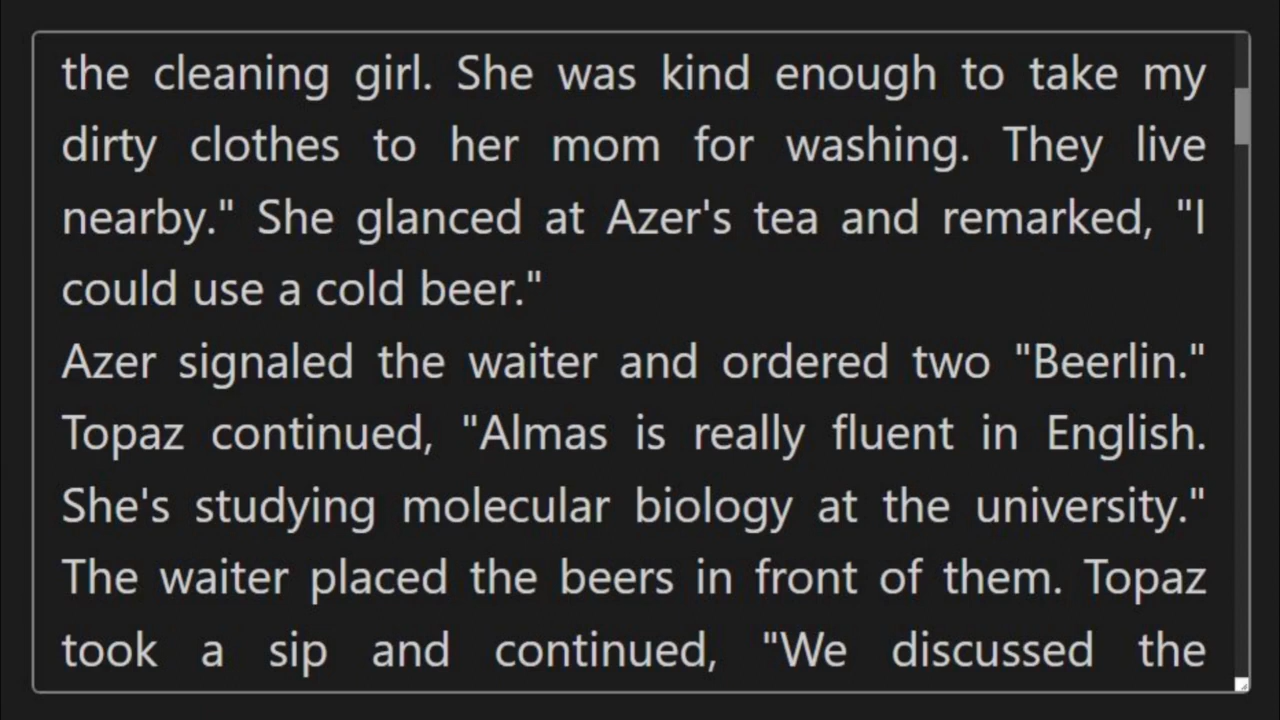 the cleaning girl. She was kind enough to take my
dirty clothes to her mom for washing. They live
nearby." She glanced at Azer's tea and remarked, "I
could use a cold beer."
Azer signaled the waiter and ordered two "Beerlin."
Topaz continued, "Almas is really fluent in English.
She's studying molecular biology at the university."
The waiter placed the beers in front of them. Topaz
took a sip and continued, "We discussed the